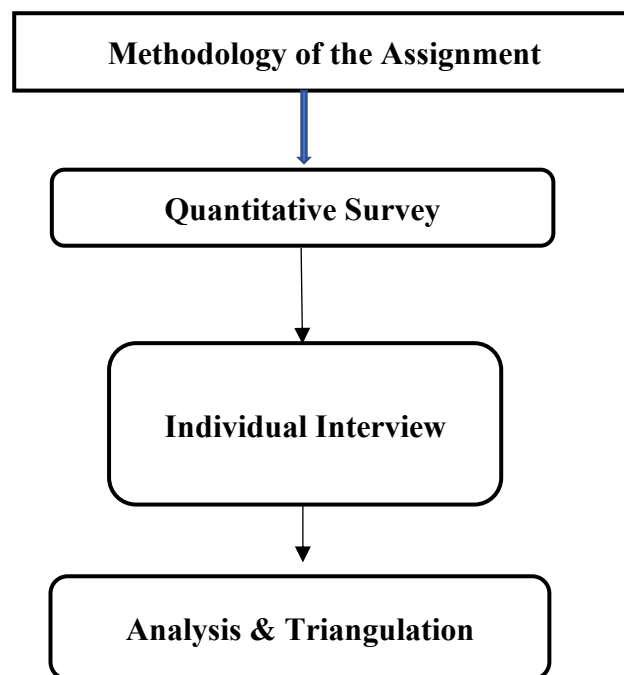 Methodology of the Assignment
Quantitative Survey
Individual Interview
Analysis & Triangulation